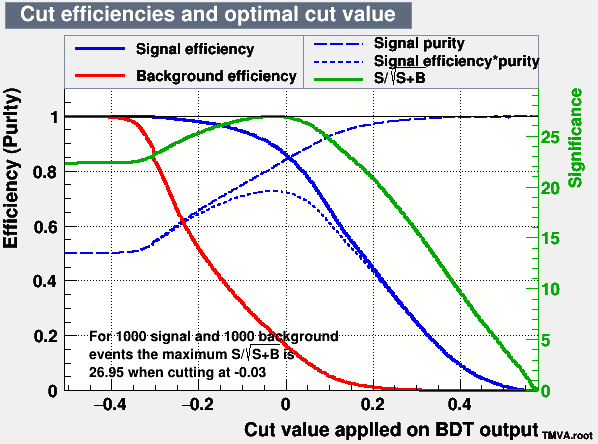 Cut efficiencies and optimal cut value
Signal efficiency
Background efficiency
Signal purity
Signal efficiency*purity
S/√S+B
Efficiency (Purity)
1
0.8
0.6
0.4
0.2
0
25
20
15
10
5
0
Significance
For 1000 signal and 1000 background
events the maximum S/√S+B is
26.95 when cutting at -0.03
−0.4
−0.2
0
0.2
0.4
Cut value applied on BDT output
TMVA.root